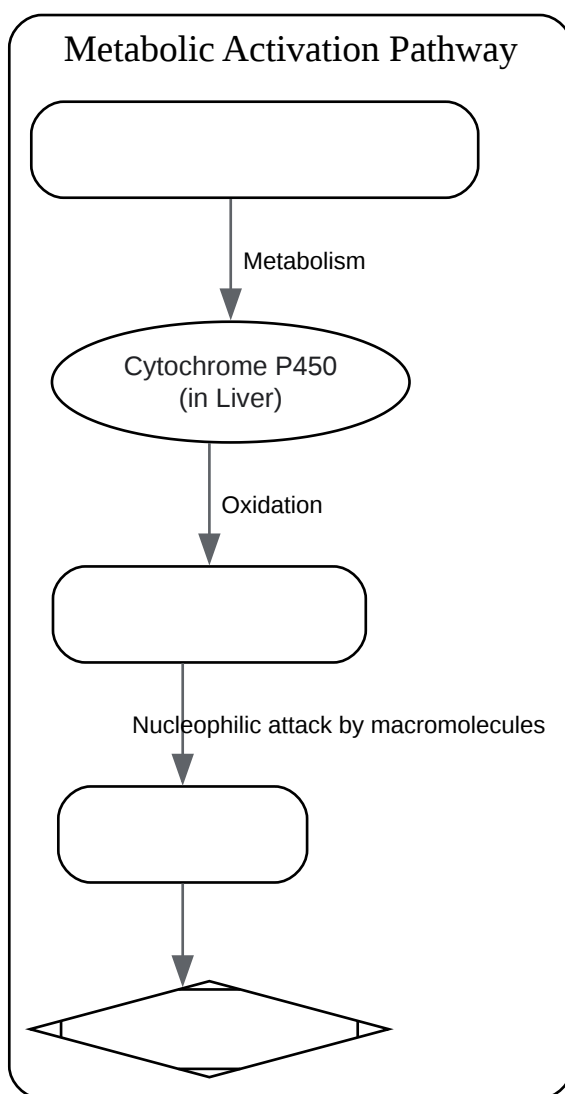 Metabolic Activation Pathway
Metabolism
Cytochrome P450
(in Liver)
Oxidation
Nucleophilic attack by macromolecules